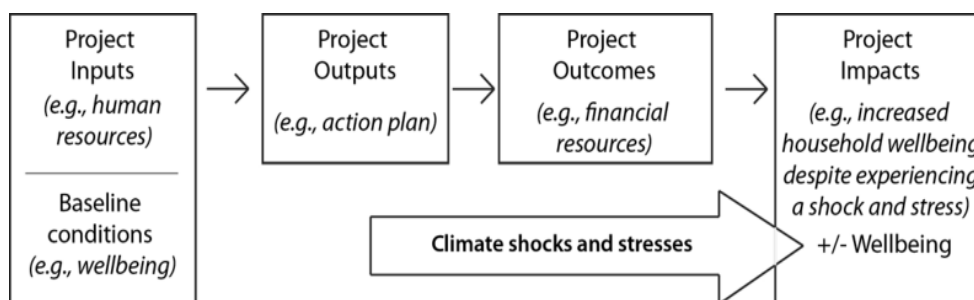 Project
Inputs
(e.g., human
resources)
Baseline
conditions
(e.g., wellbeing)
Project
Outputs
(e.g., action plan)
Project
Outcomes
(e.g., financial
resources)
Project
Impacts
(e.g., increased
household wellbeing
despite experiencing
a shock and stress)
+/- Wellbeing
Climate shocks and stresses